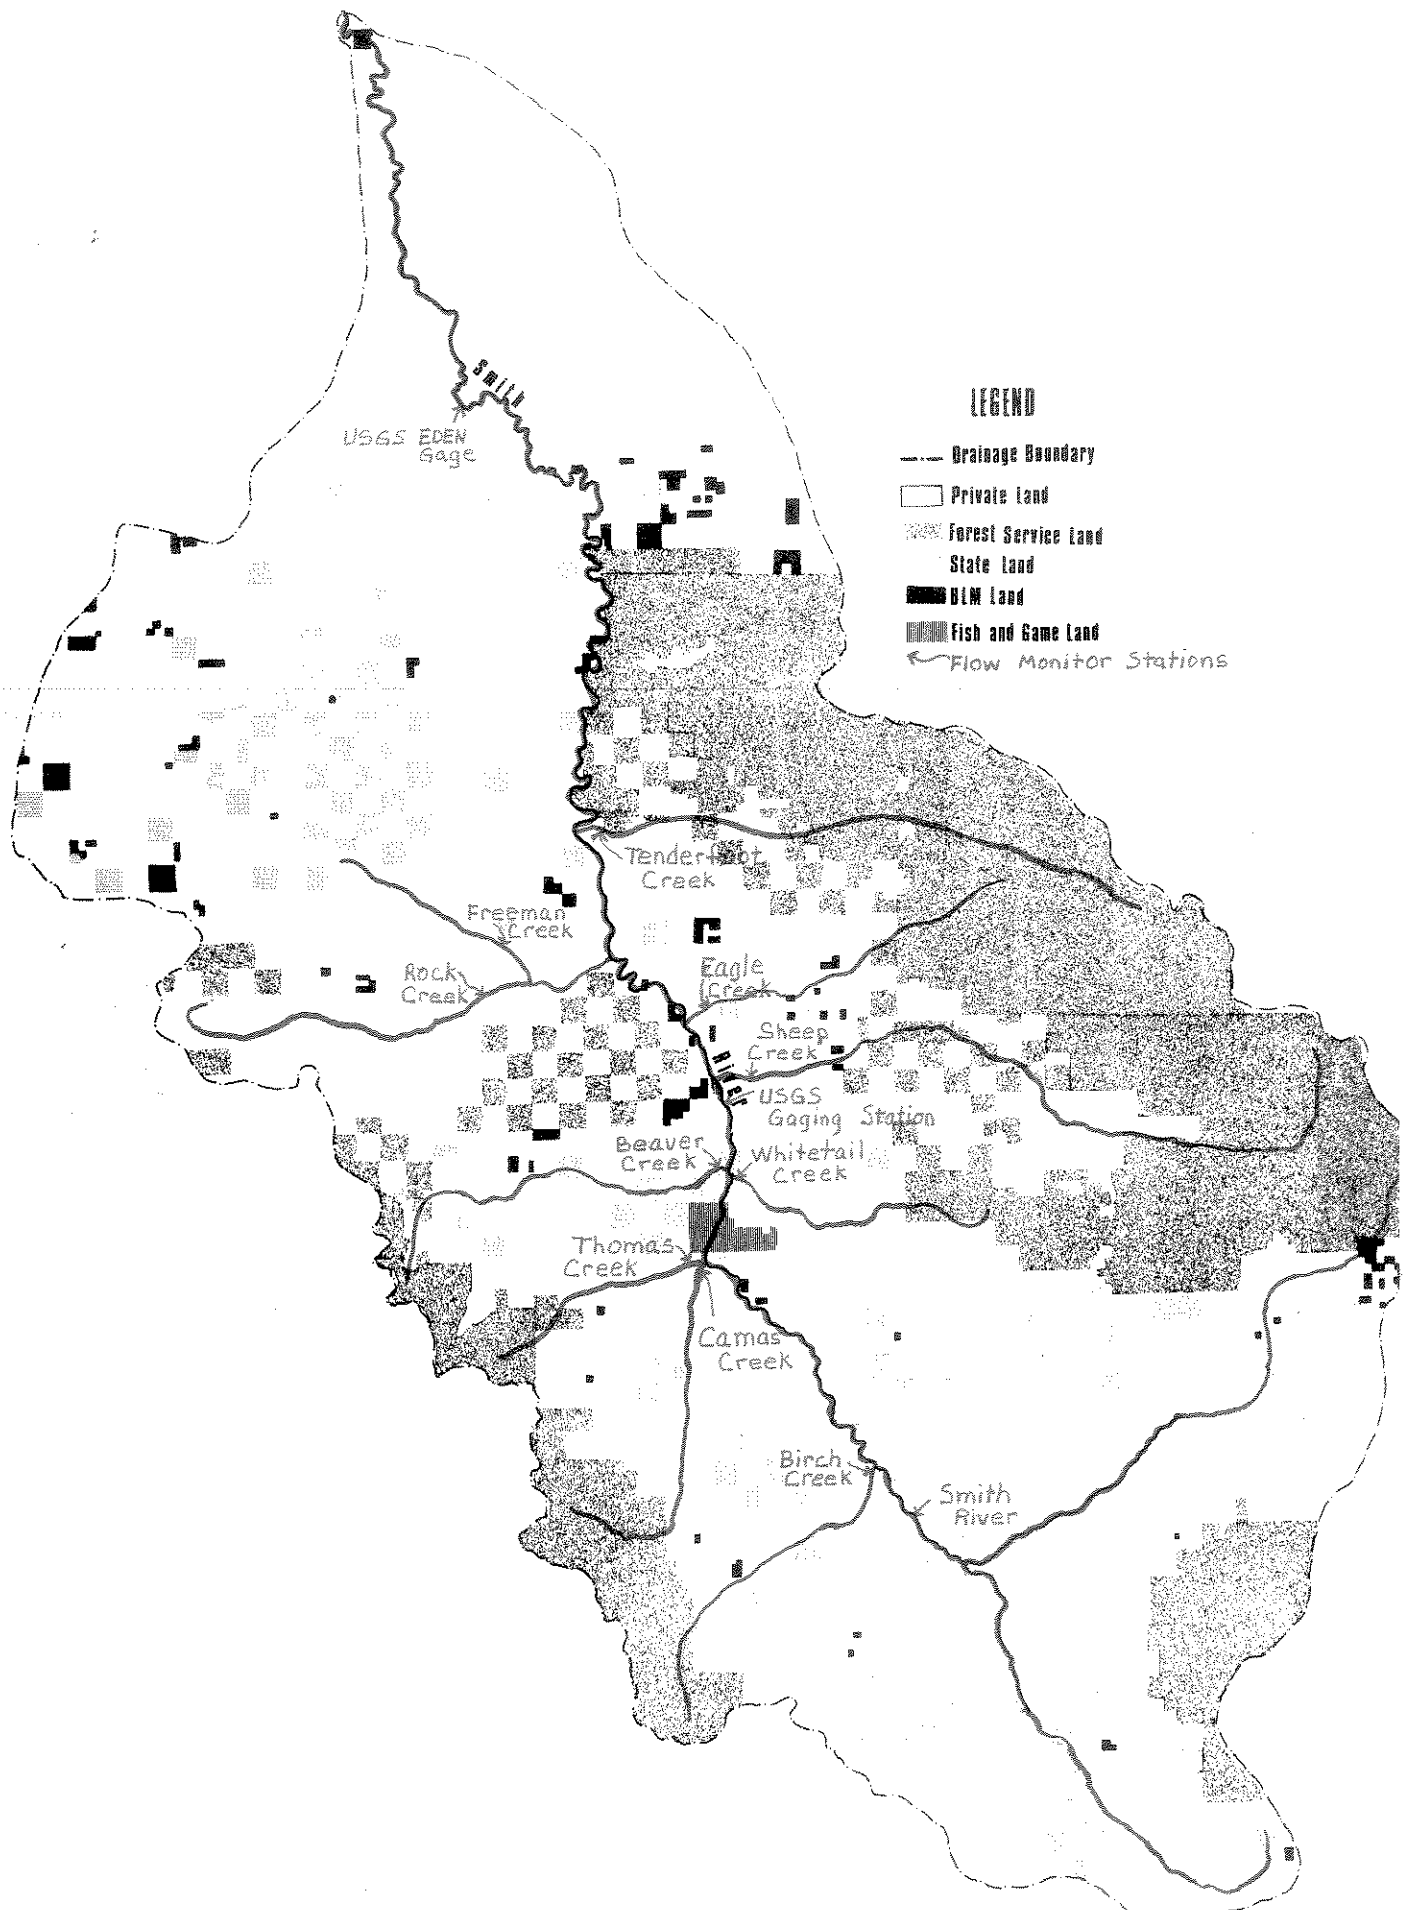 Smith
USGS EDEN
Gage
LEGEND
Drainage Boundary
Private Land
Forest Service Land
State Land
BLM Land
Fish and Game Land
Flow Monitor Stations
Tenderfoot
Creek
Freeman
Creek
Rock
Creek
Eagle
Creek
Sheep
Creek
River
USGS
Gaging Station
Beaver
Creek
Whitetail
Creek
Thomas
Creek
Camas
Creek
Birch
Creek
Smith
River